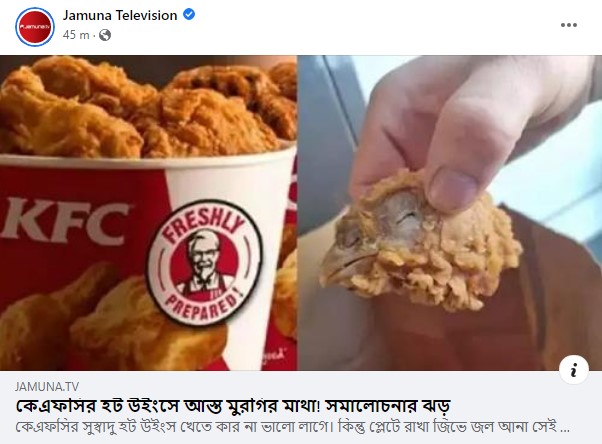 Jamuna Television
45 m ·
KFC
FRESHLY
PREPARED!
JAMUNA.TV
কেএফসির হট উইংসে আস্ত মুরগির মাথা! সমালোচনার ঝড়
কেএফসির সুস্বাদু হট উইংস খেতে কার না ভালো লাগে। কিন্তু প্লেটে রাখা জিভে জল আনা সেই ...